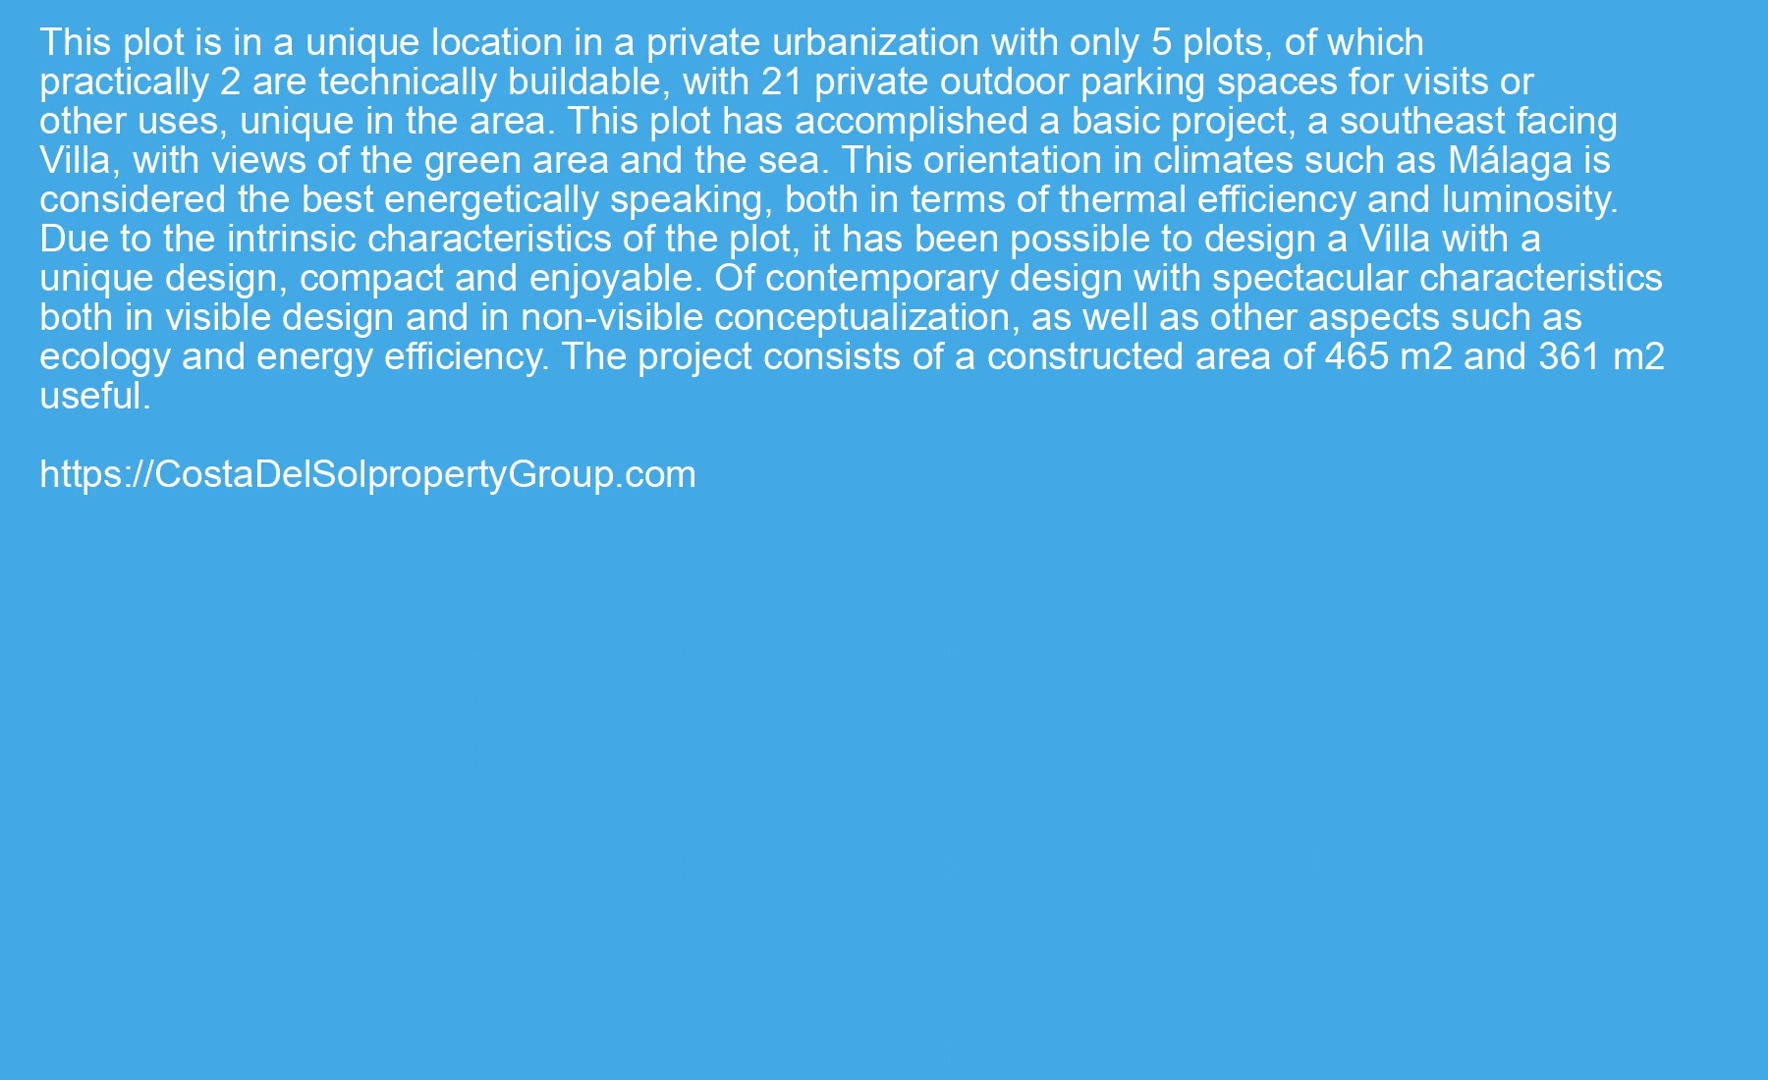 This plot is in a unique location in a private urbanization with only 5 plots, of which
practically 2 are technically buildable, with 21 private outdoor parking spaces for visits or
other uses, unique in the area. This plot has accomplished a basic project, a southeast facing
Villa, with views of the green area and the sea. This orientation in climates such as Málaga is
considered the best energetically speaking, both in terms of thermal efficiency and luminosity.
Due to the intrinsic characteristics of the plot, it has been possible to design a Villa with a
unique design, compact and enjoyable. Of contemporary design with spectacular characteristics
both in visible design and in non-visible conceptualization, as well as other aspects such as
ecology and energy efficiency. The project consists of a constructed area of 465 m2 and 361 m2
useful.
https://CostaDelSolpropertyGroup.com